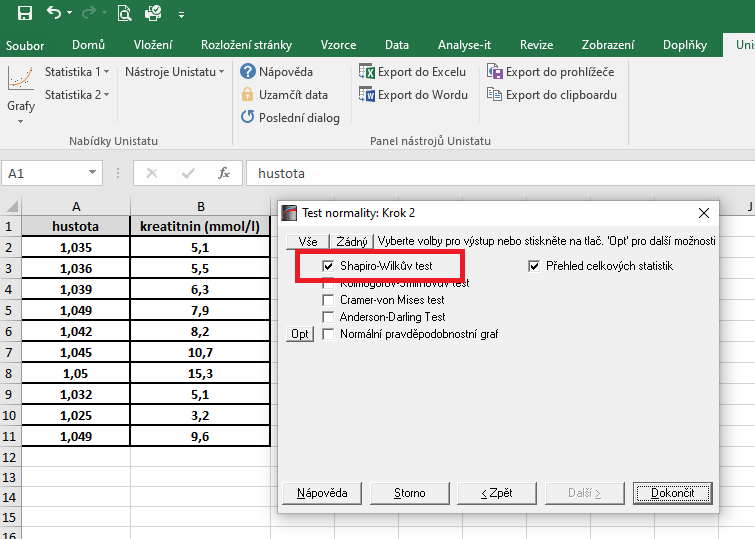 Soubor Domů Vložení Rozložení stránky Vzorce Data Analyse-it Revize Zobrazení Doplňky Unis
Statistika 1 Nástroje Unistatu Nápověda Export do Excelu Export do prohlížeče
Grafy Statistika 2 Uzamčít data Export do Wordu Export do clipboardu
Poslední dialog
Nabídky Unistatu Panel nástrojů Unistatu
A1 fx hustota
A B J
1 hustota kreatitnin (mmol/l)
2 1,035 5,1
3 1,036 5,5
4 1,039 6,3
5 1,049 7,9
6 1,042 8,2
7 1,045 10,7
8 1,05 15,3
9 1,032 5,1
10 1,025 3,2
11 1,049 9,6
12
13
14
15
16
Test normality: Krok 2
Vše Žádný Vyberte volby pro výstup nebo stiskněte na tlač. 'Opt' pro další možnosti
Shapiro-Wilkův test Přehled celkových statistik
Kolmogorov-Smirnovův test
Cramer-von Mises test
Anderson-Darling Test
Opt Normální pravděpodobnostní graf
Nápověda Storno < Zpět Další > Dokončit